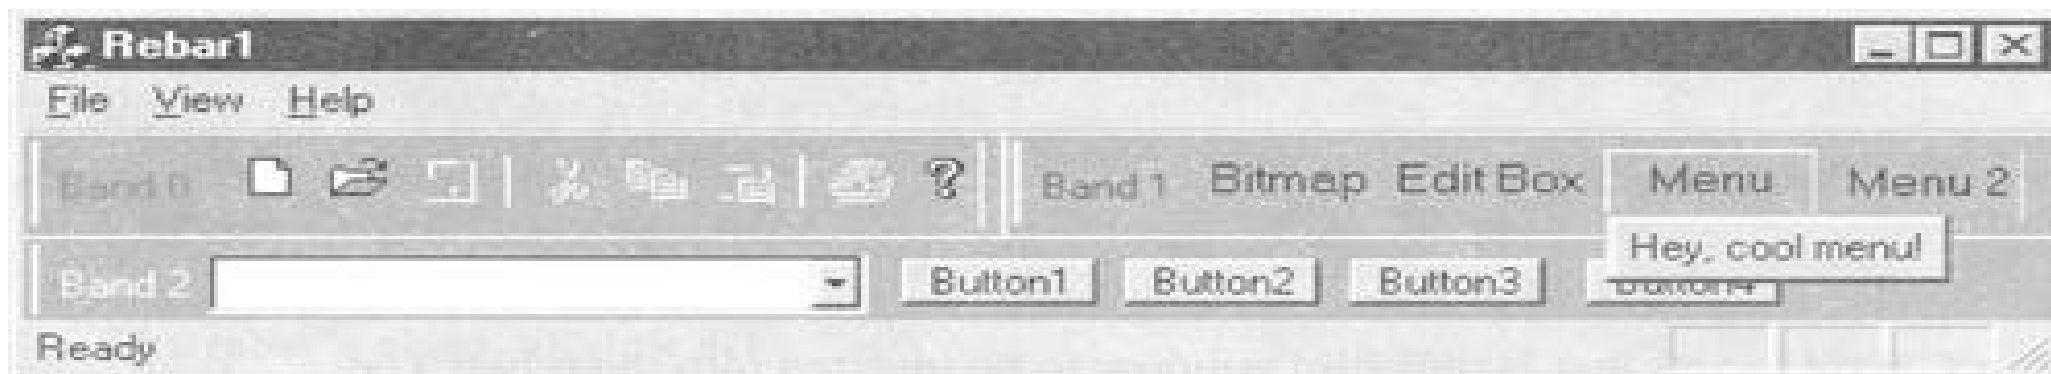 Rebar1
File View Help
Band 0 ? Band 1 Bitmap Edit Box Menu Menu 2
Hey, cool menu!
Band 2 Button1 Button2 Button3 Button4
Ready